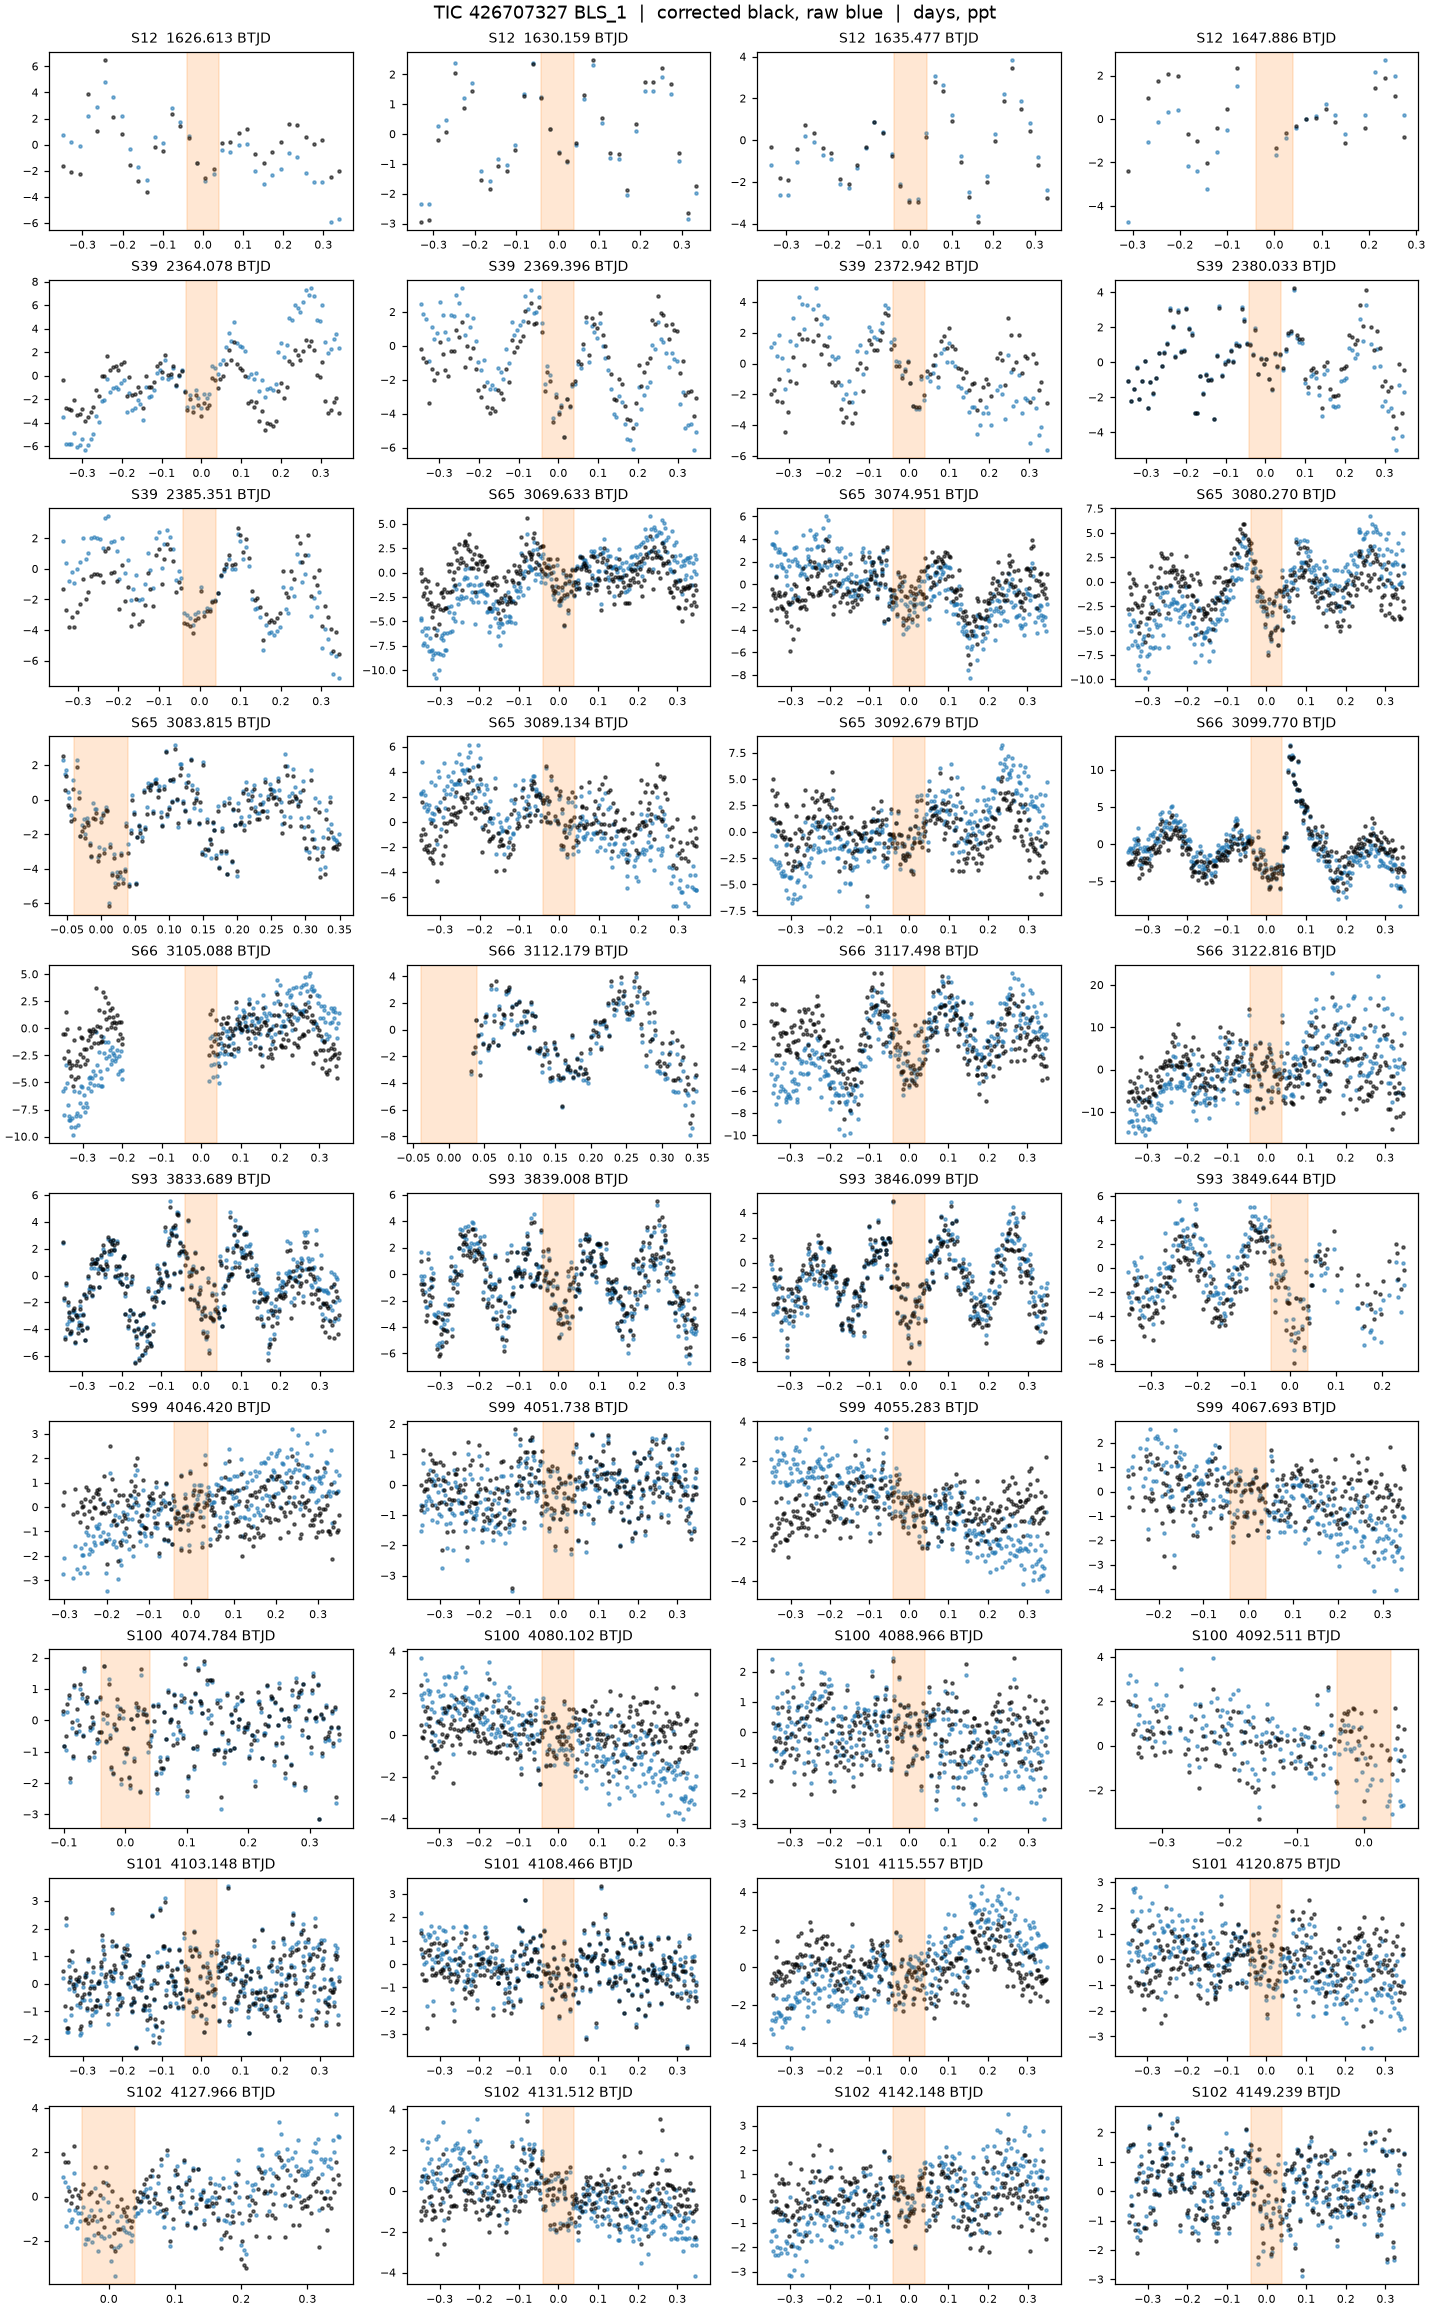 TIC 426707327 BLS_1 | corrected black, raw blue | days, ppt
S12 1626.613 BTJD
S12 1630.159 BTJD
S12 1635.477 BTJD
S12 1647.886 BTJD
S39 2364.078 BTJD
S39 2369.396 BTJD
S39 2372.942 BTJD
S39 2380.033 BTJD
S39 2385.351 BTJD
S65 3069.633 BTJD
S65 3074.951 BTJD
S65 3080.270 BTJD
S65 3083.815 BTJD
S65 3089.134 BTJD
S65 3092.679 BTJD
S66 3099.770 BTJD
S66 3105.088 BTJD
S66 3112.179 BTJD
S66 3117.498 BTJD
S66 3122.816 BTJD
S93 3833.689 BTJD
S93 3839.008 BTJD
S93 3846.099 BTJD
S93 3849.644 BTJD
S99 4046.420 BTJD
S99 4051.738 BTJD
S99 4055.283 BTJD
S99 4067.693 BTJD
S100 4074.784 BTJD
S100 4080.102 BTJD
S100 4088.966 BTJD
S100 4092.511 BTJD
S101 4103.148 BTJD
S101 4108.466 BTJD
S101 4115.557 BTJD
S101 4120.875 BTJD
S102 4127.966 BTJD
S102 4131.512 BTJD
S102 4142.148 BTJD
S102 4149.239 BTJD